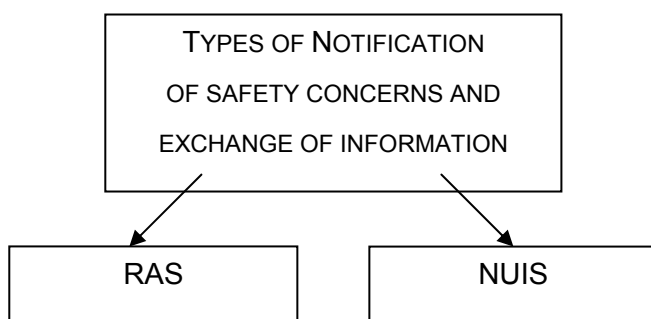 TYPES OF NOTIFICATION
OF SAFETY CONCERNS AND
EXCHANGE OF INFORMATION
RAS
NUIS